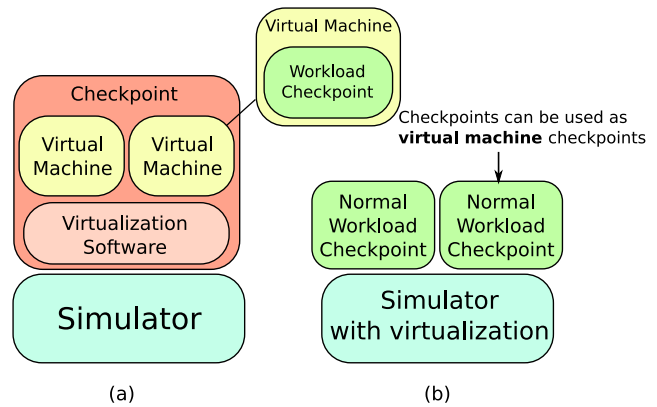 Virtual Machine
Workload
Checkpoint
Checkpoint
Virtual
Machine
Virtual
Machine
Virtualization
Software
Simulator
(a)
Checkpoints can be used as
virtual machine checkpoints
Normal
Workload
Checkpoint
Normal
Workload
Checkpoint
Simulator
with virtualization
(b)